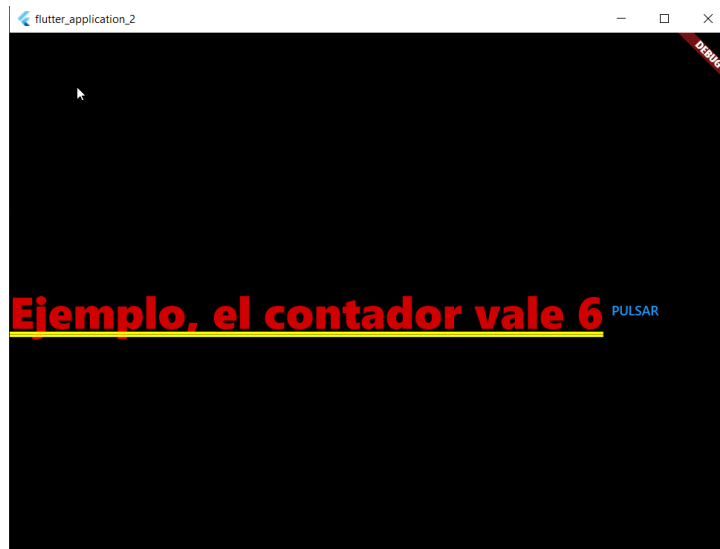 flutter_application_2
DEBUG
Ejemplo, el contador vale 6 PULSAR